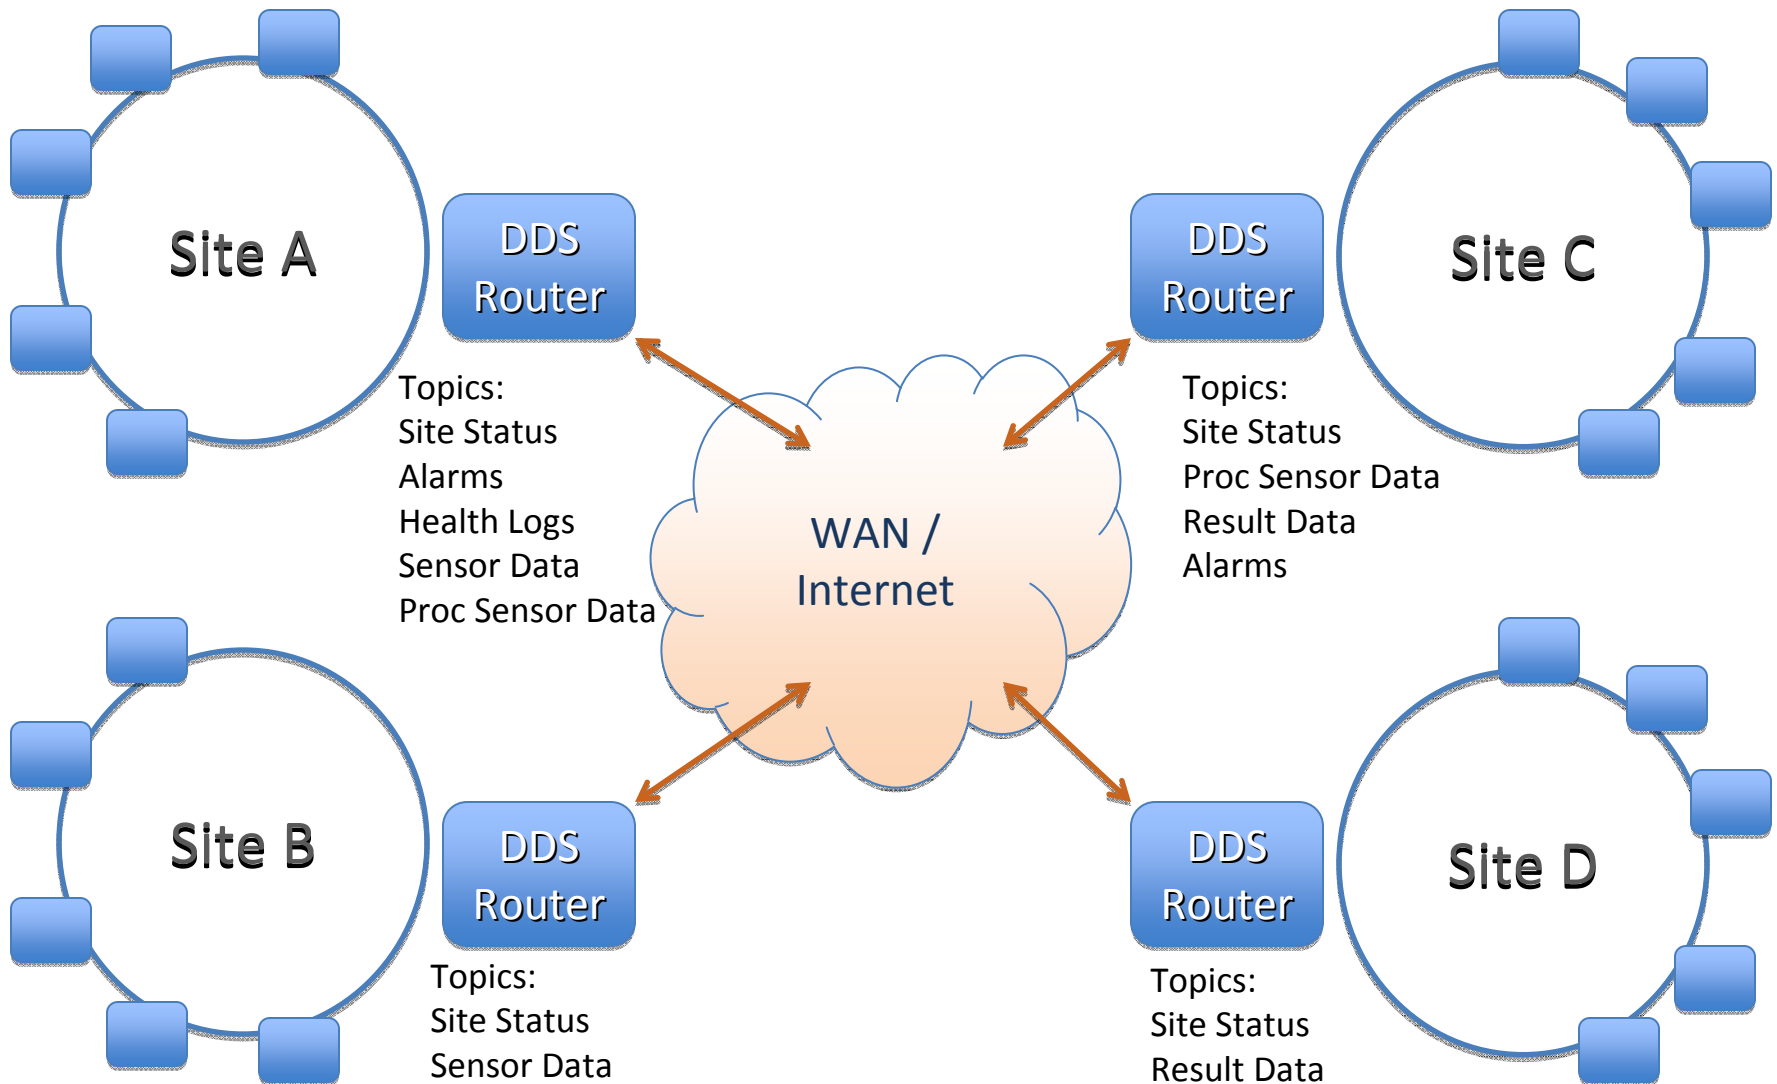 Site A
DDS
Router
Topics:
Site Status
Alarms
Health Logs
Sensor Data
Proc Sensor Data
DDS
Router
Site C
Topics:
Site Status
Proc Sensor Data
Result Data
Alarms
WAN /
Internet
Site B
DDS
Router
Topics:
Site Status
Sensor Data
DDS
Router
Site D
Topics:
Site Status
Result Data